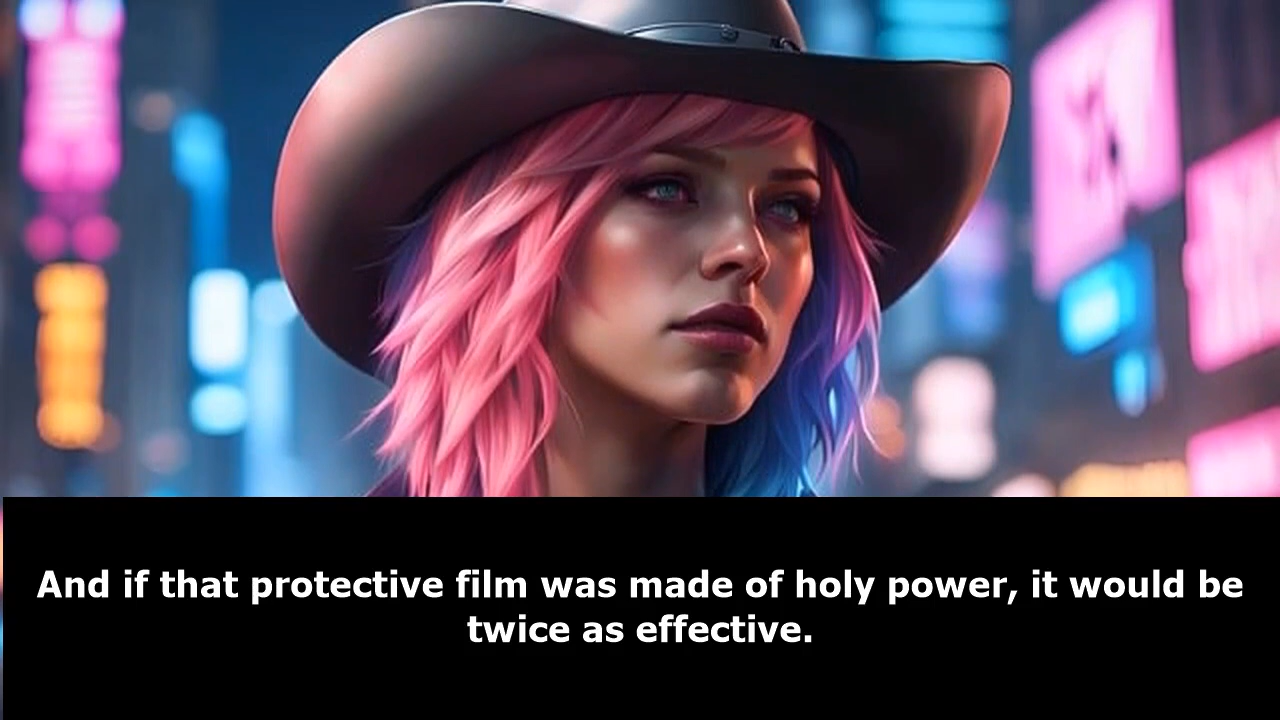 And if that protective film was made of holy power, it would be
twice as effective.